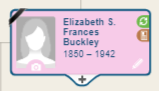 Elizabeth S.
Frances
Buckley
1850 – 1942